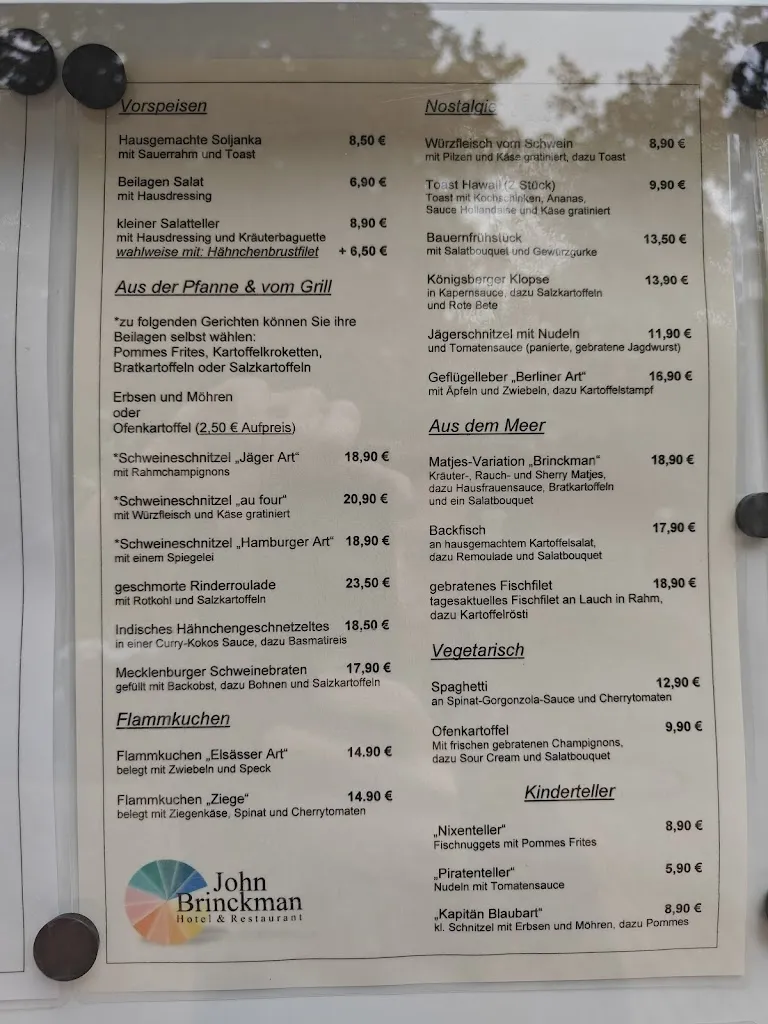 Vorspeisen
Hausgemachte Soljanka 8,50 €
mit Sauerrahm und Toast
Beilagen Salat 6,90 €
mit Hausdressing
kleiner Salatteller 8,90 €
mit Hausdressing und Kräuterbaguette
wahlweise mit: Hähnchenbrustfilet + 6,50 €
Aus der Pfanne & vom Grill
*zu folgenden Gerichten können Sie ihre
Beilagen selbst wählen:
Pommes Frites, Kartoffelkroketten,
Bratkartoffeln oder Salzkartoffeln
Erbsen und Möhren
oder
Ofenkartoffel (2,50 € Aufpreis)
*Schweineschnitzel „Jäger Art“ 18,90 €
mit Rahmchampignons
*Schweineschnitzel „au four“ 20,90 €
mit Würzfleisch und Käse gratiniert
*Schweineschnitzel „Hamburger Art“ 18,90 €
mit einem Spiegelei
geschmorte Rinderroulade 23,50 €
mit Rotkohl und Salzkartoffeln
Indisches Hähnchengeschnetzeltes 18,50 €
in einer Curry-Kokos Sauce, dazu Basmatireis
Mecklenburger Schweinebraten 17,90 €
gefüllt mit Backobst, dazu Bohnen und Salzkartoffeln
Flammkuchen
Flammkuchen „Elsässer Art“ 14.90 €
belegt mit Zwiebeln und Speck
Flammkuchen „Ziege“ 14.90 €
belegt mit Ziegenkäse, Spinat und Cherrytomaten
John
Brinckman
Hotel & Restaurant
Nostalgie
Würzfleisch vom Schwein 8,90 €
mit Pilzen und Käse gratiniert, dazu Toast
Toast Hawaii (2 Stück) 9,90 €
Toast mit Kochschinken, Ananas,
Sauce Hollandaise und Käse gratiniert
Bauernfrühstück 13,50 €
mit Salatbouquet und Gewürzgurke
Königsberger Klopse 13,90 €
in Kapernsauce, dazu Salzkartoffeln
und Rote Bete
Jägerschnitzel mit Nudeln 11,90 €
und Tomatensauce (panierte, gebratene Jagdwurst)
Geflügelleber „Berliner Art“ 16,90 €
mit Äpfeln und Zwiebeln, dazu Kartoffelstampf
Aus dem Meer
Matjes-Variation „Brinckman“ 18,90 €
Kräuter-, Rauch- und Sherry Matjes,
dazu Hausfrauensauce, Bratkartoffeln
und ein Salatbouquet
Backfisch 17,90 €
an hausgemachtem Kartoffelsalat,
dazu Remoulade und Salatbouquet
gebratenes Fischfilet 18,90 €
tagesaktuelles Fischfilet an Lauch in Rahm,
dazu Kartoffelrösti
Vegetarisch
Spaghetti 12,90 €
an Spinat-Gorgonzola-Sauce und Cherrytomaten
Ofenkartoffel 9,90 €
Mit frischen gebratenen Champignons,
dazu Sour Cream und Salatbouquet
Kinderteller
„Nixenteller“ 8,90 €
Fischnuggets mit Pommes Frites
„Piratenteller“ 5,90 €
Nudeln mit Tomatensauce
„Kapitän Blaubart“ 8,90 €
kl. Schnitzel mit Erbsen und Möhren, dazu Pommes